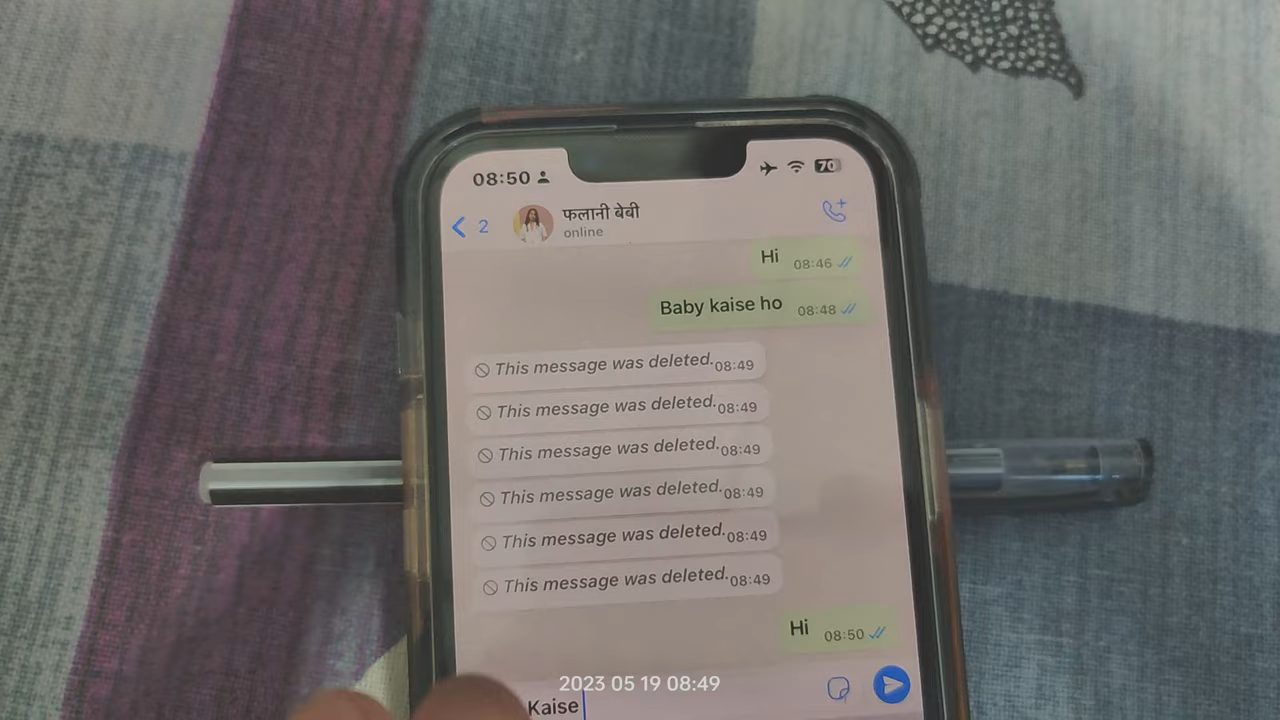 08:50
70
2
फलानी बेबी
online
Hi 08:46
Baby kaise ho 08:48
This message was deleted. 08:49
This message was deleted. 08:49
This message was deleted. 08:49
This message was deleted. 08:49
This message was deleted. 08:49
This message was deleted. 08:49
Hi 08:50
2023 05 19 08:49
Kaise